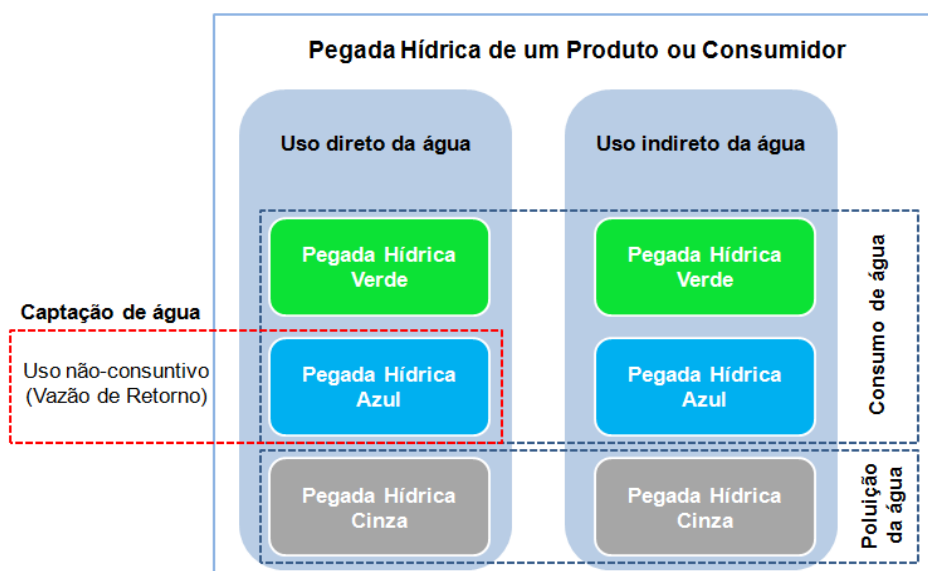 Pegada Hídrica de um Produto ou Consumidor
Uso direto da água
Uso indireto da água
Pegada Hídrica
Verde
Pegada Hídrica
Verde
Captação de água
Uso não-consuntivo
(Vazão de Retorno)
Pegada Hídrica
Azul
Pegada Hídrica
Azul
Consumo de água
Pegada Hídrica
Cinza
Pegada Hídrica
Cinza
Poluição
da água